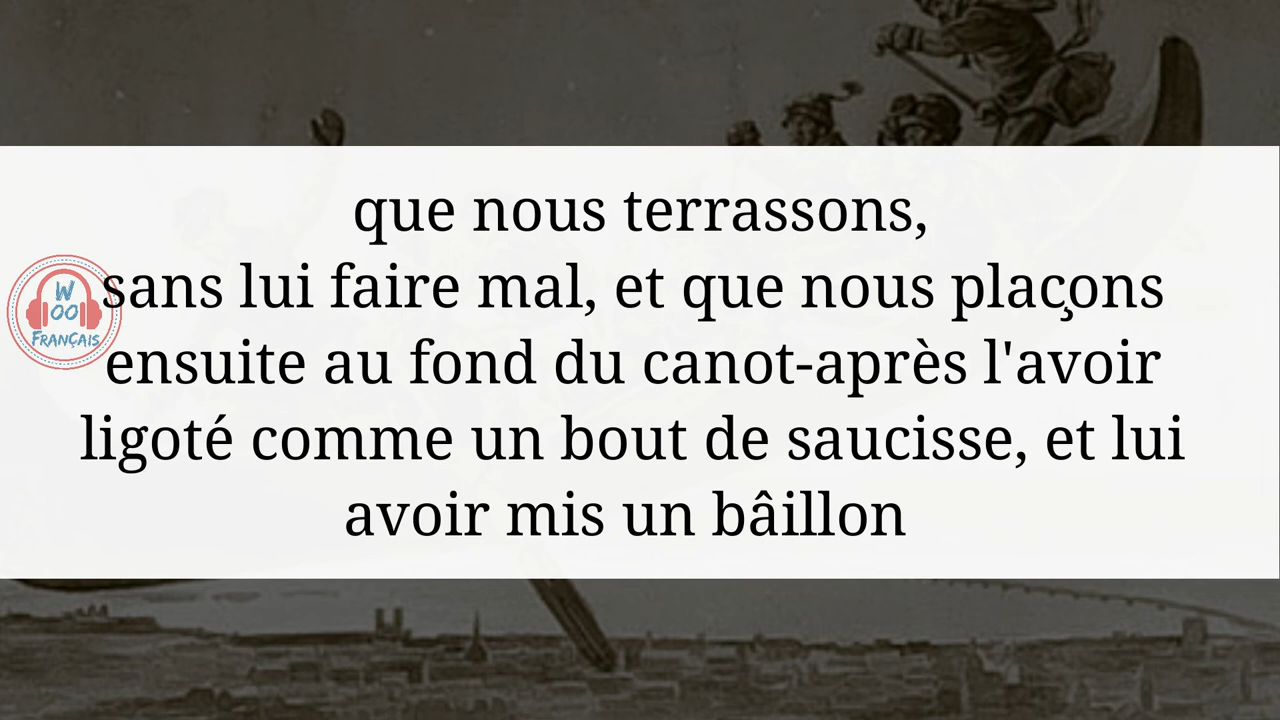 que nous terrassons,
sans lui faire mal, et que nous plaçons
ensuite au fond du canot-après l'avoir
ligoté comme un bout de saucisse, et lui
avoir mis un bâillon
W
OO
FRANÇAIS